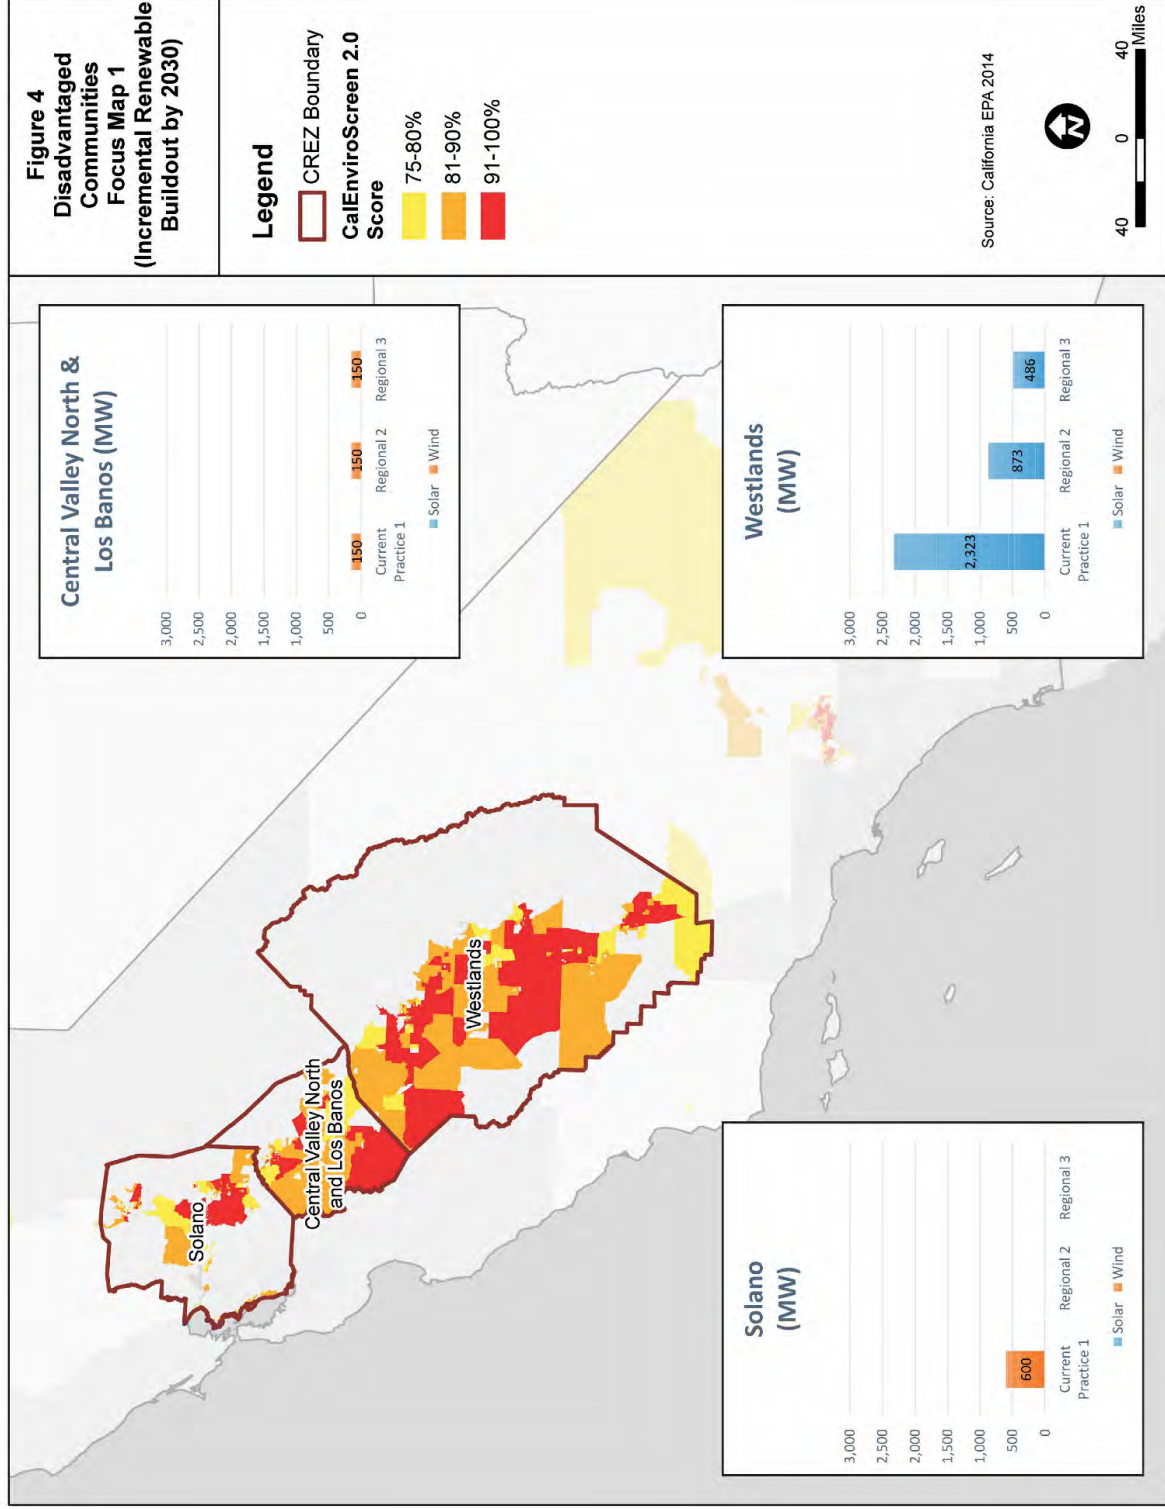 Figure 4
Disadvantaged
Communities
Focus Map 1
(Incremental Renewable
Buildout by 2030)
Legend
CREZ Boundary
CalEnviroScreen 2.0
Score
75-80%
81-90%
91-100%
Source: California EPA 2014
N
40 0 40
Miles
Central Valley North &
Los Banos (MW)
3,000
2,500
2,000
1,500
1,000
500
0
150 150 150
Current
Practice 1
Regional 2
Regional 3
Solar Wind
Solano
Central Valley North
and Los Banos
Westlands
Solano
(MW)
3,000
2,500
2,000
1,500
1,000
500
0
600
Current
Practice 1
Regional 2
Regional 3
Solar Wind
Westlands
(MW)
3,000
2,500
2,000
1,500
1,000
500
0
2,323 873 486
Current
Practice 1
Regional 2
Regional 3
Solar Wind